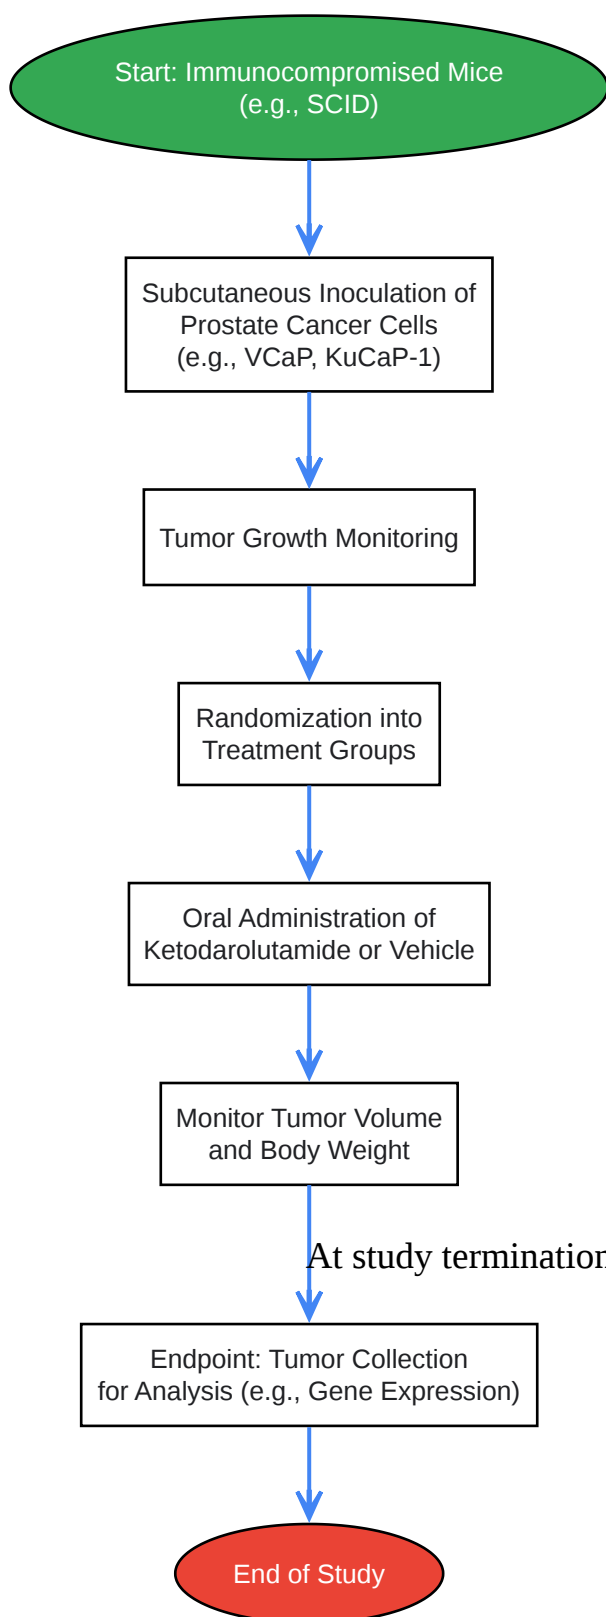 Start: Immunocompromised Mice
(e.g., SCID)
Subcutaneous Inoculation of
Prostate Cancer Cells
(e.g., VCaP, KuCaP-1)
Tumor Growth Monitoring
Randomization into
Treatment Groups
Oral Administration of
Ketodarolutamide or Vehicle
Monitor Tumor Volume
and Body Weight
At study termination
Endpoint: Tumor Collection
for Analysis (e.g., Gene Expression)
End of Study